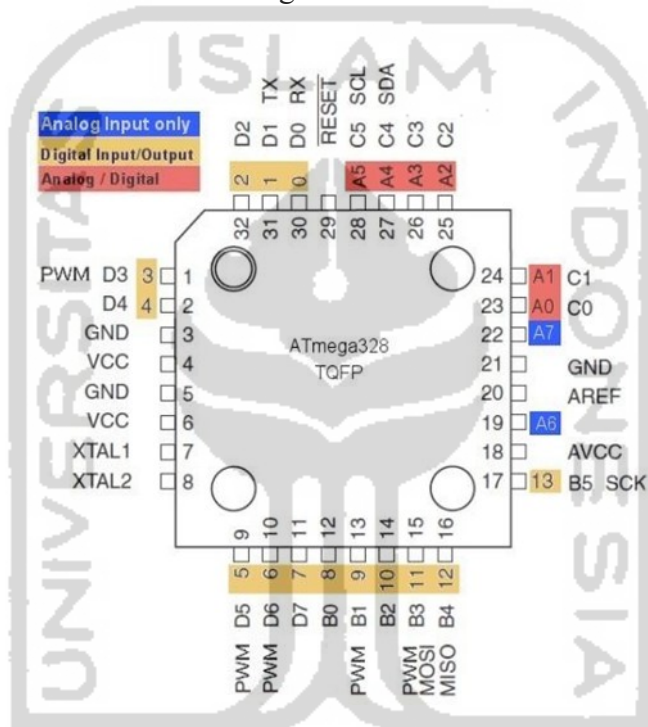 ISLAM
UNIVERSITAS
INDONESIA
Analog Input only
Digital Input/Output
Analog / Digital
D2
D1 TX
D0 RX
RESET
C5 SCL
C4 SDA
C3
C2
2
1
0
A5
A4
A3
A2
32
31
30
29
28
27
26
25
PWM D3 3 1
D4 4 2
GND 3
VCC 4
GND 5
VCC 6
XTAL1 7
XTAL2 8
ATmega328
TQFP
24 A1 C1
23 A0 C0
22 A7
21 GND
20 AREF
19 A6
18 AVCC
17 13 B5 SCK
9
10
11
12
13
14
15
16
5
6
7
8
9
10
11
12
PWM D5
PWM D6
D7
B0
PWM B1
B2
PWM MOSI B3
MISO B4